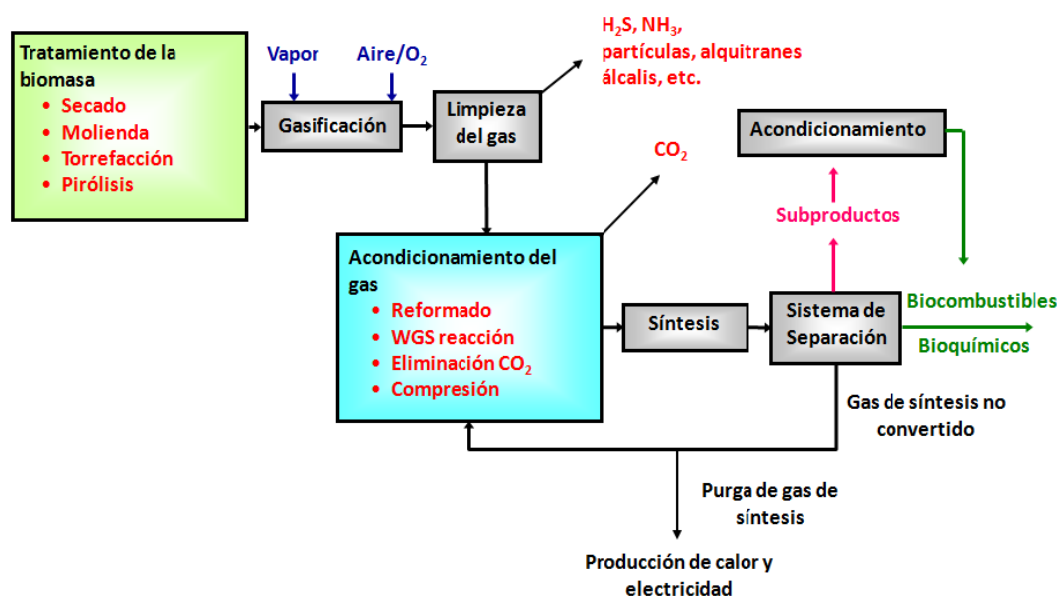 Tratamiento de la
biomasa
• Secado
• Molienda
• Torrefacción
• Pirólisis
Vapor
Aire/O₂
Gasificación
Limpieza
del gas
H₂S, NH₃,
partículas, alquitranes
álcalis, etc.
CO₂
Acondicionamiento
Subproductos
Acondicionamiento del
gas
• Reformado
• WGS reacción
• Eliminación CO₂
• Compresión
Síntesis
Sistema de
Separación
Biocombustibles
Bioquímicos
Gas de síntesis no
convertido
Purga de gas de
síntesis
Producción de calor y
electricidad